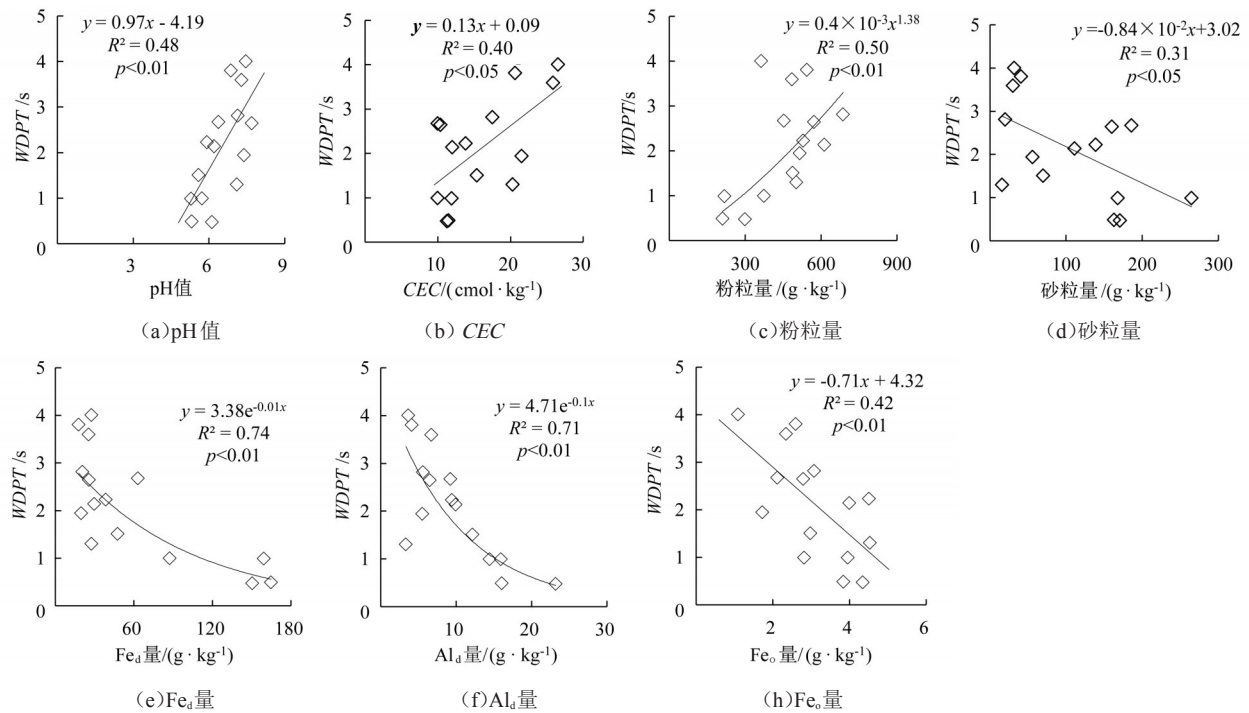 y = 0.97x - 4.19
R² = 0.48
p<0.01
5
4
3
2
1
0
WDPT /s
3
6
9
pH值
(a)pH值
y = 0.13x + 0.09
R² = 0.40
p<0.05
5
4
3
2
1
0
WDPT /s
10
20
30
CEC/(cmol·kg⁻¹)
(b) CEC
y = 0.4×10⁻³x¹·³⁸
R² = 0.50
p<0.01
5
4
3
2
1
0
WDPT/s
300
600
900
粉粒量/(g·kg⁻¹)
(c)粉粒量
y=-0.84×10⁻²x+3.02
R² = 0.31
p<0.05
5
4
3
2
1
0
WDPT /s
100
200
300
砂粒量/(g·kg⁻¹)
(d)砂粒量
y = 3.38e⁻⁰·⁰¹ˣ
R² = 0.74
p<0.01
5
4
3
2
1
0
WDPT /s
60
120
180
Fe_d量/(g·kg⁻¹)
(e)Fe_d量
y = 4.71e⁻⁰·¹ˣ
R² = 0.71
p<0.01
5
4
3
2
1
0
WDPT /s
10
20
30
Al_d量/(g·kg⁻¹)
(f)Al_d量
y = -0.71x + 4.32
R² = 0.42
p<0.01
5
4
3
2
1
0
WDPT /s
2
4
6
Fe_o量/(g·kg⁻¹)
(h)Fe_o量